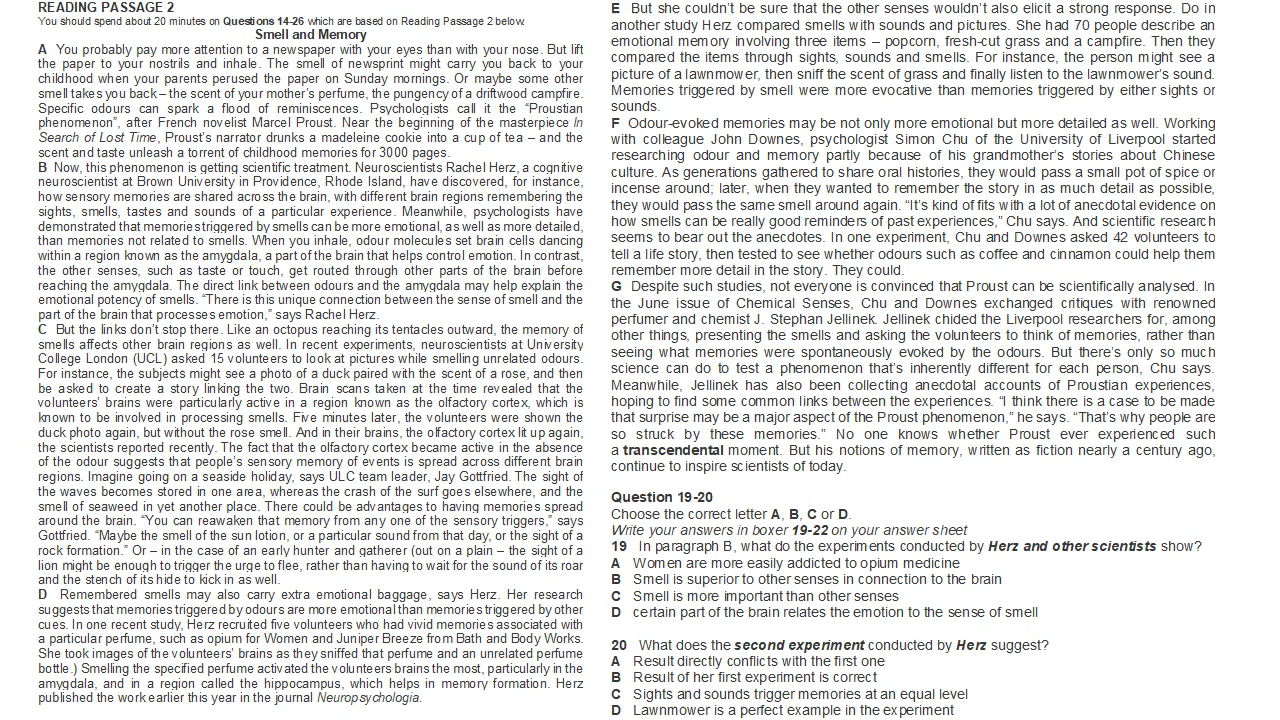 READING PASSAGE 2
You should spend about 20 minutes on Questions 14-26 which are based on Reading Passage 2 below.
Smell and Memory
A You probably pay more attention to a newspaper with your eyes than with your nose. But lift
the paper to your nostrils and inhale. The smell of newsprint might carry you back to your
childhood when your parents perused the paper on Sunday mornings. Or maybe some other
smell takes you back – the scent of your mother's perfume, the pungency of a driftwood campfire.
Specific odours can spark a flood of reminiscences. Psychologists call it the “Proustian
phenomenon”, after French novelist Marcel Proust. Near the beginning of the masterpiece In
Search of Lost Time, Proust's narrator drunks a madeleine cookie into a cup of tea – and the
scent and taste unleash a torrent of childhood memories for 3000 pages.
B Now, this phenomenon is getting scientific treatment. Neuroscientists Rachel Herz, a cognitive
neuroscientist at Brown University in Providence, Rhode Island, have discovered, for instance,
how sensory memories are shared across the brain, with different brain regions remembering the
sights, smells, tastes and sounds of a particular experience. Meanwhile, psychologists have
demonstrated that memories triggered by smells can be more emotional, as well as more detailed,
than memories not related to smells. When you inhale, odour molecules set brain cells dancing
within a region known as the amygdala, a part of the brain that helps control emotion. In contrast,
the other senses, such as taste or touch, get routed through other parts of the brain before
reaching the amygdala. The direct link between odours and the amygdala may help explain the
emotional potency of smells. “There is this unique connection between the sense of smell and the
part of the brain that processes emotion,” says Rachel Herz.
C But the links don't stop there. Like an octopus reaching its tentacles outward, the memory of
smells affects other brain regions as well. In recent experiments, neuroscientists at University
College London (UCL) asked 15 volunteers to look at pictures while smelling unrelated odours.
For instance, the subjects might see a photo of a duck paired with the scent of a rose, and then
be asked to create a story linking the two. Brain scans taken at the time revealed that the
volunteers' brains were particularly active in a region known as the olfactory cortex, which is
known to be involved in processing smells. Five minutes later, the volunteers were shown the
duck photo again, but without the rose smell. And in their brains, the olfactory cortex lit up again,
the scientists reported recently. The fact that the olfactory cortex became active in the absence
of the odour suggests that people's sensory memory of events is spread across different brain
regions. Imagine going on a seaside holiday, says ULC team leader, Jay Gottfried. The sight of
the waves becomes stored in one area, whereas the crash of the surf goes elsewhere, and the
smell of seaweed in yet another place. There could be advantages to having memories spread
around the brain. “You can reawaken that memory from any one of the sensory triggers,” says
Gottfried. “Maybe the smell of the sun lotion, or a particular sound from that day, or the sight of a
rock formation.” Or – in the case of an early hunter and gatherer (out on a plain – the sight of a
lion might be enough to trigger the urge to flee, rather than having to wait for the sound of its roar
and the stench of its hide to kick in as well.
D Remembered smells may also carry extra emotional baggage, says Herz. Her research
suggests that memories triggered by odours are more emotional than memories triggered by other
cues. In one recent study, Herz recruited five volunteers who had vivid memories associated with
a particular perfume, such as opium for Women and Juniper Breeze from Bath and Body Works.
She took images of the volunteers' brains as they sniffed that perfume and an unrelated perfume
bottle.) Smelling the specified perfume activated the volunteers brains the most, particularly in the
amygdala, and in a region called the hippocampus, which helps in memory formation. Herz
published the work earlier this year in the journal Neuropsychologia.
E But she couldn't be sure that the other senses wouldn't also elicit a strong response. Do in
another study Herz compared smells with sounds and pictures. She had 70 people describe an
emotional memory involving three items – popcorn, fresh-cut grass and a campfire. Then they
compared the items through sights, sounds and smells. For instance, the person might see a
picture of a lawnmower, then sniff the scent of grass and finally listen to the lawnmower's sound.
Memories triggered by smell were more evocative than memories triggered by either sights or
sounds.
F Odour-evoked memories may be not only more emotional but more detailed as well. Working
with colleague John Downes, psychologist Simon Chu of the University of Liverpool started
researching odour and memory partly because of his grandmother's stories about Chinese
culture. As generations gathered to share oral histories, they would pass a small pot of spice or
incense around; later, when they wanted to remember the story in as much detail as possible,
they would pass the same smell around again. “It's kind of fits with a lot of anecdotal evidence on
how smells can be really good reminders of past experiences,” Chu says. And scientific research
seems to bear out the anecdotes. In one experiment, Chu and Downes asked 42 volunteers to
tell a life story, then tested to see whether odours such as coffee and cinnamon could help them
remember more detail in the story. They could.
G Despite such studies, not everyone is convinced that Proust can be scientifically analysed. In
the June issue of Chemical Senses, Chu and Downes exchanged critiques with renowned
perfumer and chemist J. Stephan Jellinek. Jellinek chided the Liverpool researchers for, among
other things, presenting the smells and asking the volunteers to think of memories, rather than
seeing what memories were spontaneously evoked by the odours. But there's only so much
science can do to test a phenomenon that's inherently different for each person, Chu says.
Meanwhile, Jellinek has also been collecting anecdotal accounts of Proustian experiences,
hoping to find some common links between the experiences. “I think there is a case to be made
that surprise may be a major aspect of the Proust phenomenon,” he says. “That's why people are
so struck by these memories.” No one knows whether Proust ever experienced such
a transcendental moment. But his notions of memory, written as fiction nearly a century ago,
continue to inspire scientists of today.
Question 19-20
Choose the correct letter A, B, C or D.
Write your answers in boxer 19-22 on your answer sheet
19 In paragraph B, what do the experiments conducted by Herz and other scientists show?
A Women are more easily addicted to opium medicine
B Smell is superior to other senses in connection to the brain
C Smell is more important than other senses
D certain part of the brain relates the emotion to the sense of smell
20 What does the second experiment conducted by Herz suggest?
A Result directly conflicts with the first one
B Result of her first experiment is correct
C Sights and sounds trigger memories at an equal level
D Lawnmower is a perfect example in the experiment